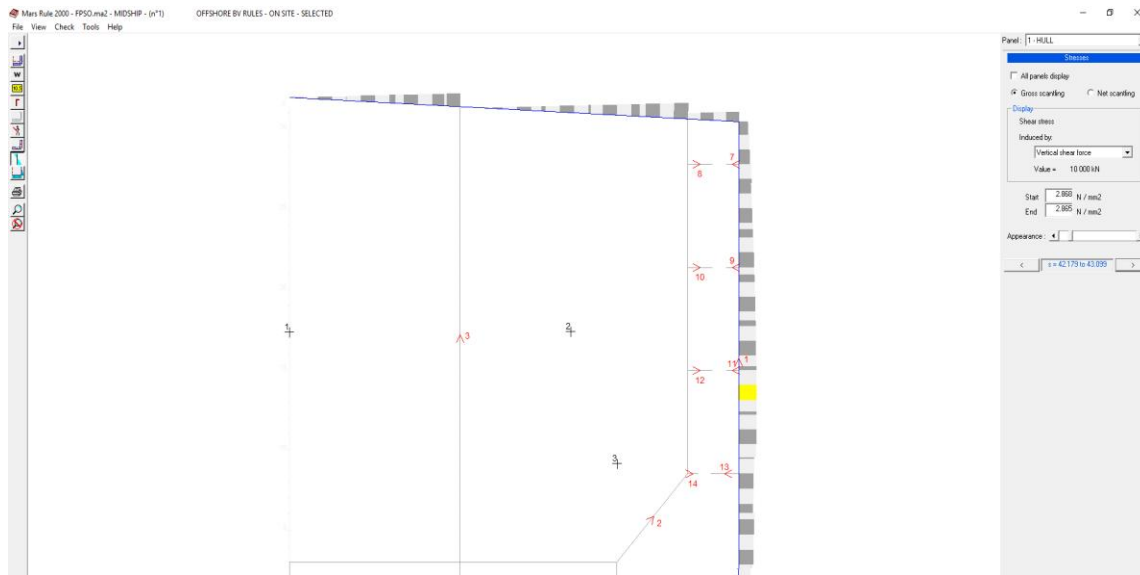 Mars Rule 2000 - FPSO.ma2 - MIDSHIP - (n°1) OFFSHORE BV RULES - ON SITE - SELECTED
File View Check Tools Help
Panel : 1 - HULL
Stresses
All panels display
Gross scantling Net scantling
Display
Shear stress
Induced by:
Vertical shear force
Value = 10 000 kN
Start 2.868 N / mm2
End 2.865 N / mm2
Appearance :
< s = 42.179 to 43.099 >
W
7
8
9
10
1
2
3
11
1
12
3
13
14
2